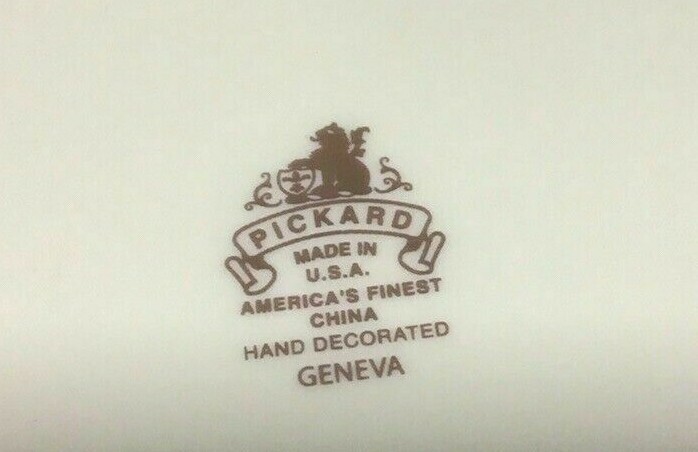 PICKARD
MADE IN
U.S.A.
AMERICA'S FINEST
CHINA
HAND DECORATED
GENEVA